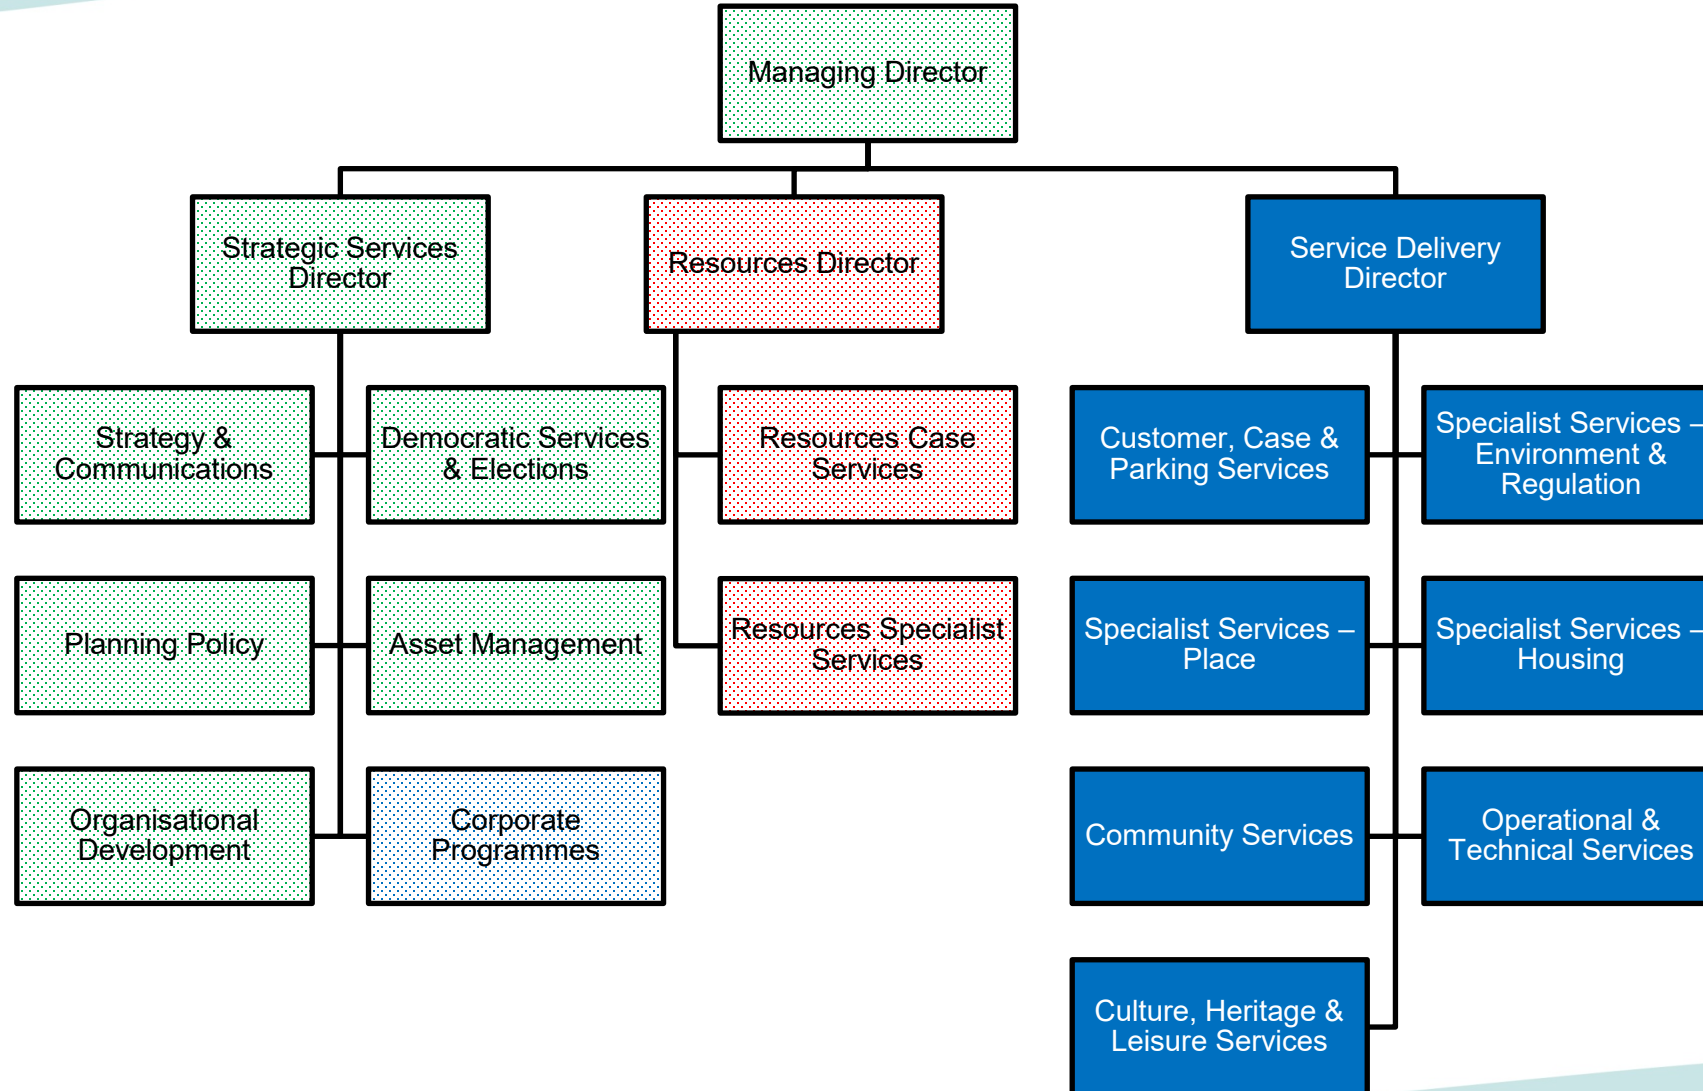 Managing Director
Strategic Services
Director
Resources Director
Service Delivery
Director
Strategy &
Communications
Democratic Services
& Elections
Resources Case
Services
Customer, Case &
Parking Services
Specialist Services –
Environment &
Regulation
Planning Policy
Asset Management
Resources Specialist
Services
Specialist Services –
Place
Specialist Services –
Housing
Organisational
Development
Corporate
Programmes
Community Services
Operational &
Technical Services
Culture, Heritage &
Leisure Services